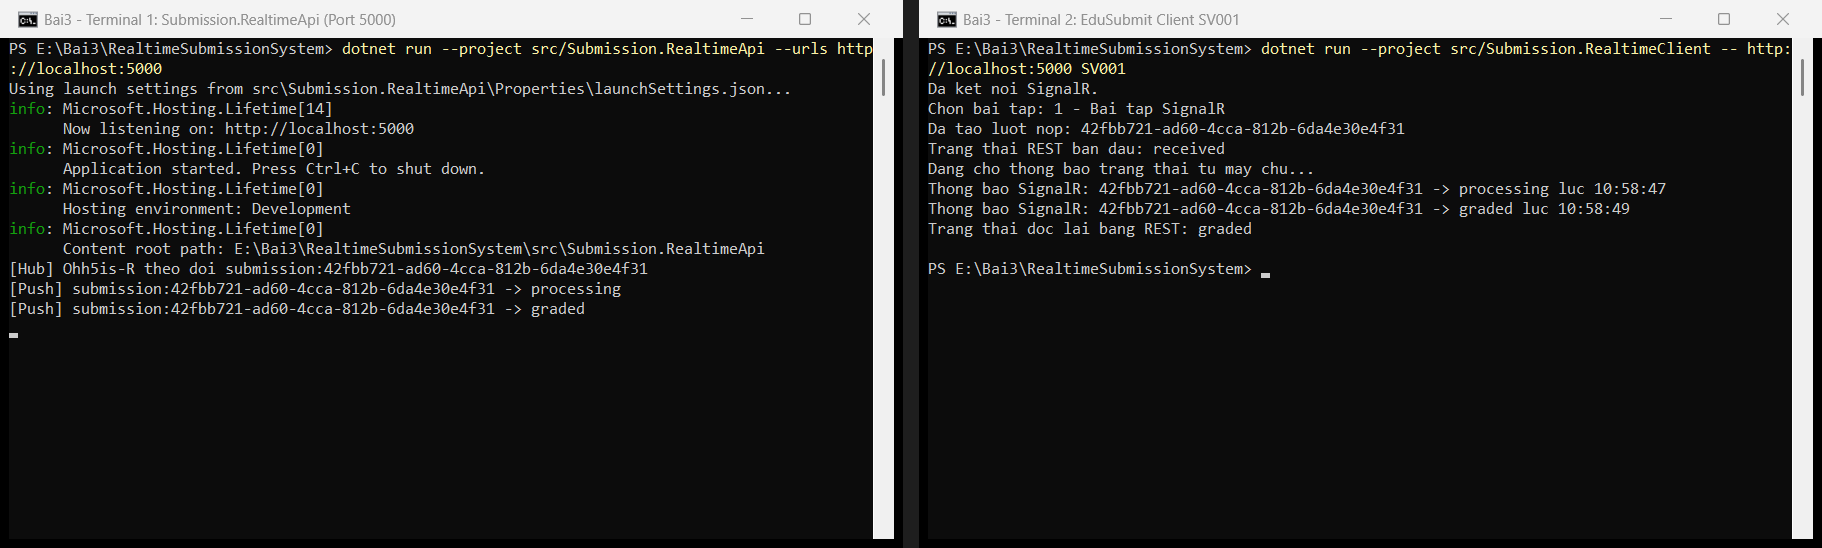 Bai3 - Terminal 1: Submission.RealtimeApi (Port 5000)
PS E:\Bai3\RealtimeSubmissionSystem> dotnet run --project src/Submission.RealtimeApi --urls http
://localhost:5000
Using launch settings from src\Submission.RealtimeApi\Properties\launchSettings.json...
info: Microsoft.Hosting.Lifetime[14]
      Now listening on: http://localhost:5000
info: Microsoft.Hosting.Lifetime[0]
      Application started. Press Ctrl+C to shut down.
info: Microsoft.Hosting.Lifetime[0]
      Hosting environment: Development
info: Microsoft.Hosting.Lifetime[0]
      Content root path: E:\Bai3\RealtimeSubmissionSystem\src\Submission.RealtimeApi
[Hub] Ohh5is-R theo doi submission:42fbb721-ad60-4cca-812b-6da4e30e4f31
[Push] submission:42fbb721-ad60-4cca-812b-6da4e30e4f31 -> processing
[Push] submission:42fbb721-ad60-4cca-812b-6da4e30e4f31 -> graded
Bai3 - Terminal 2: EduSubmit Client SV001
PS E:\Bai3\RealtimeSubmissionSystem> dotnet run --project src/Submission.RealtimeClient -- http:
//localhost:5000 SV001
Da ket noi SignalR.
Chon bai tap: 1 - Bai tap SignalR
Da tao luot nop: 42fbb721-ad60-4cca-812b-6da4e30e4f31
Trang thai REST ban dau: received
Dang cho thong bao trang thai tu may chu...
Thong bao SignalR: 42fbb721-ad60-4cca-812b-6da4e30e4f31 -> processing luc 10:58:47
Thong bao SignalR: 42fbb721-ad60-4cca-812b-6da4e30e4f31 -> graded luc 10:58:49
Trang thai doc lai bang REST: graded
PS E:\Bai3\RealtimeSubmissionSystem>